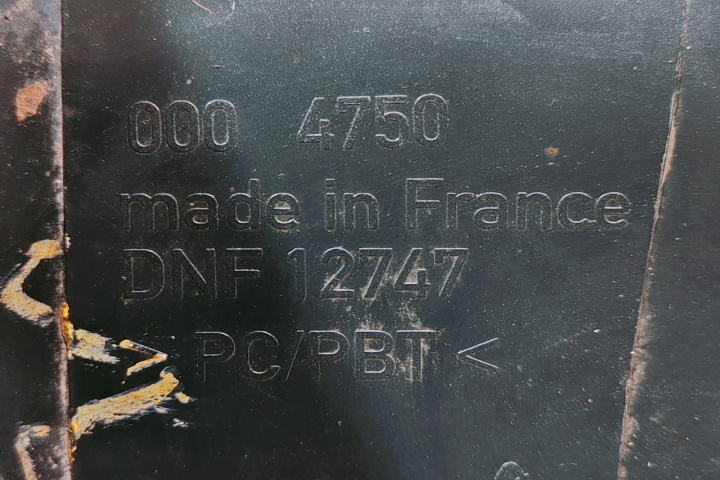 000 4750
made in France
DNF 12747
> PC/PBT <